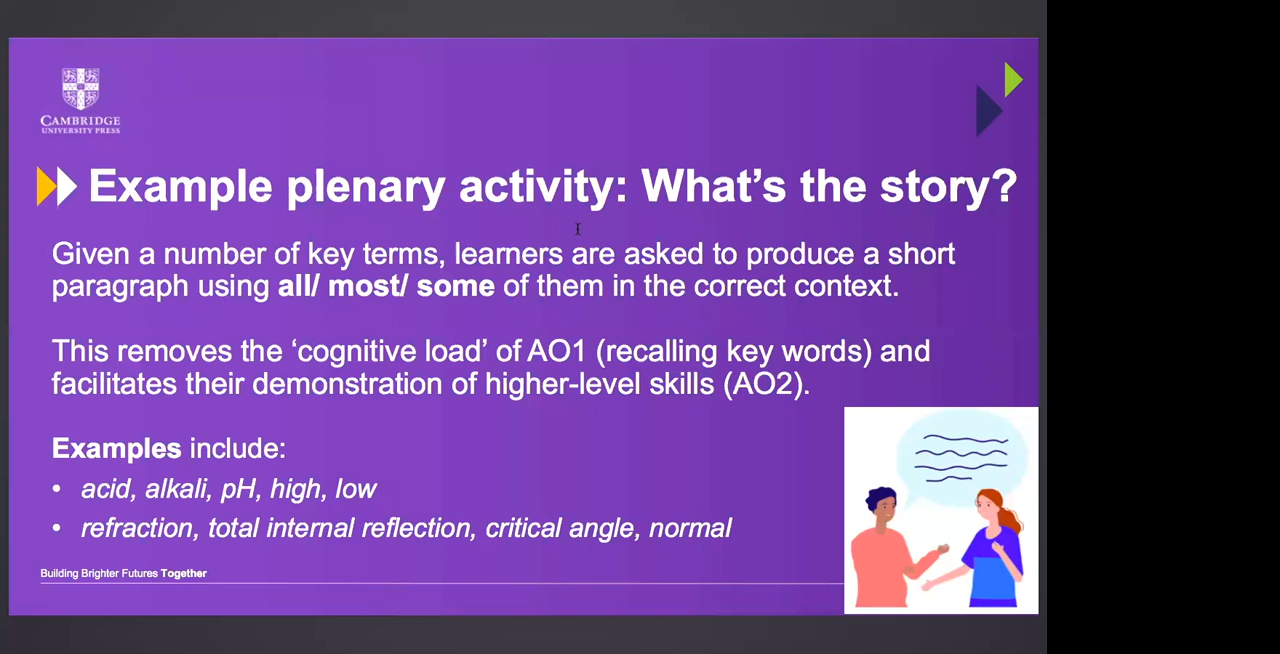 CAMBRIDGE
UNIVERSITY PRESS
Example plenary activity: What’s the story?
Given a number of key terms, learners are asked to produce a short
paragraph using all/ most/ some of them in the correct context.
This removes the ‘cognitive load’ of AO1 (recalling key words) and
facilitates their demonstration of higher-level skills (AO2).
Examples include:
• acid, alkali, pH, high, low
• refraction, total internal reflection, critical angle, normal
Building Brighter Futures Together